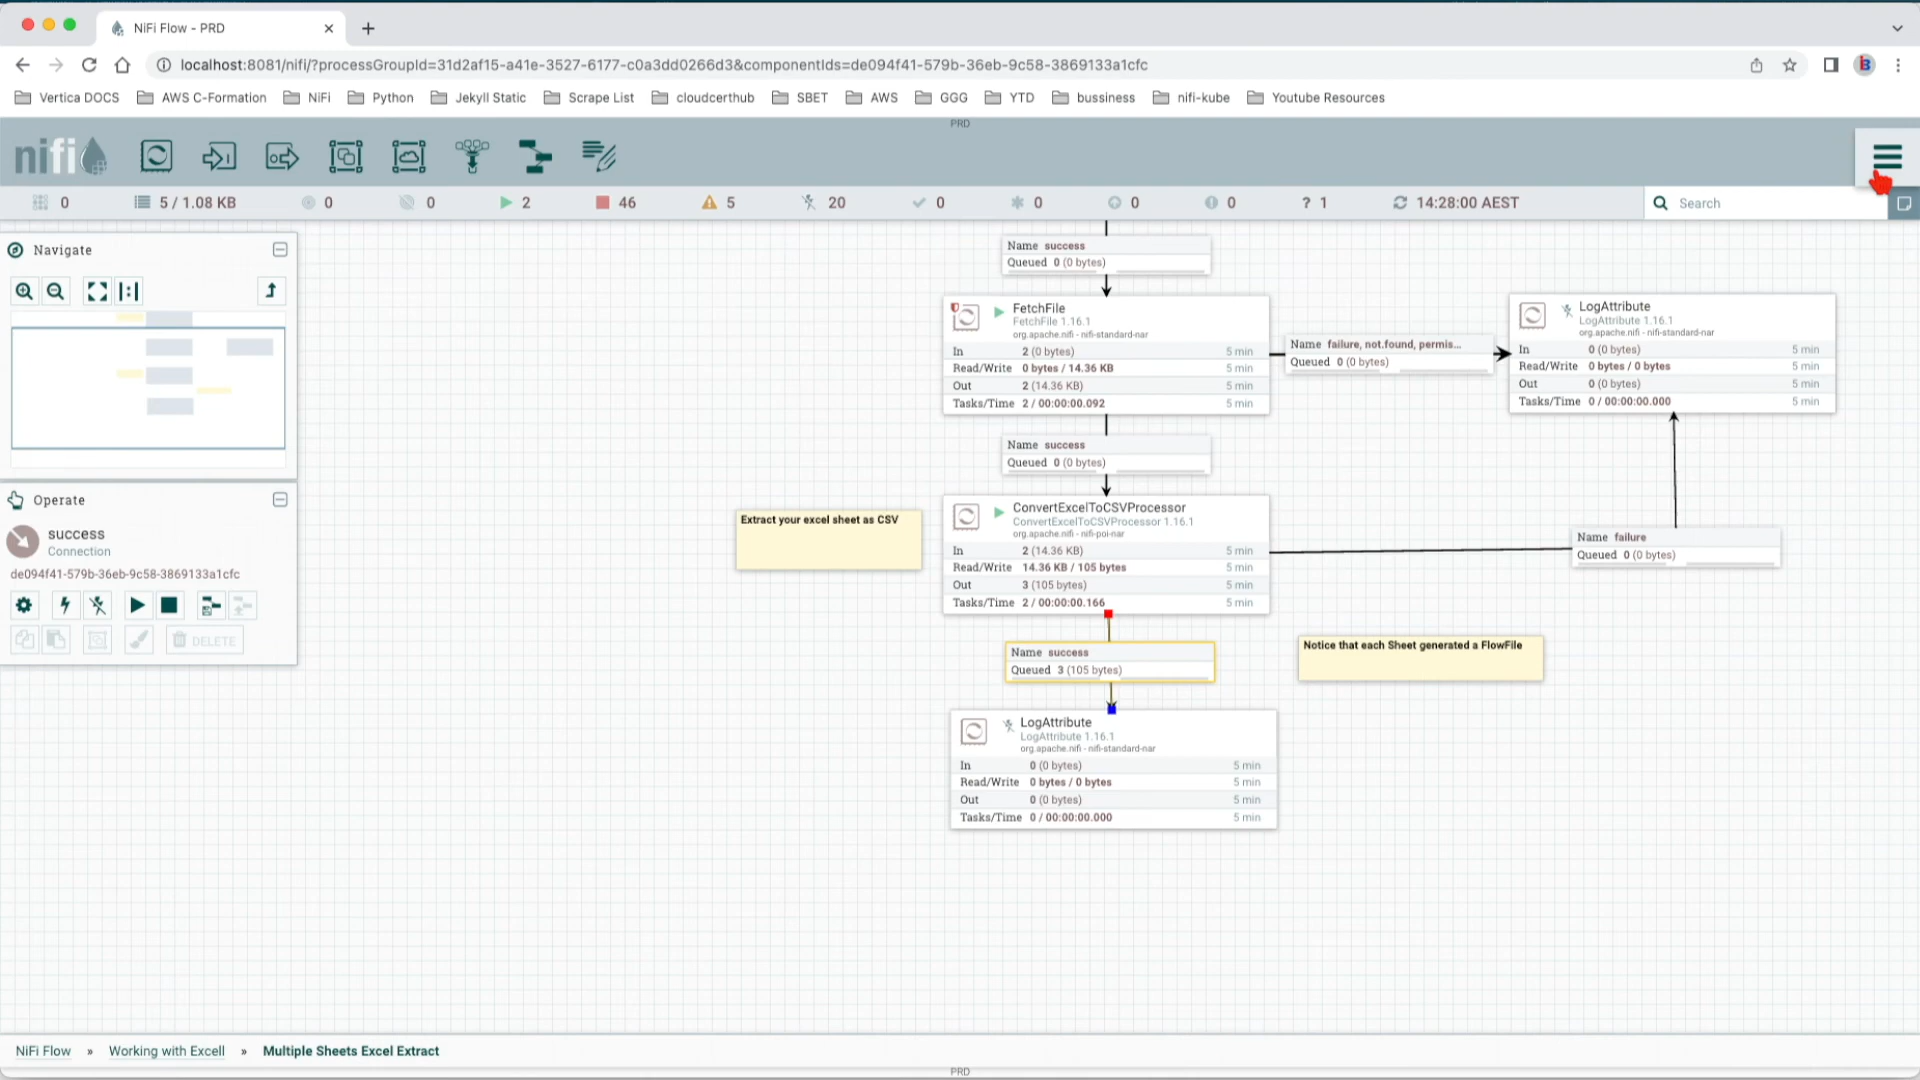 NiFi Flow - PRD
localhost:8081/nifi/?processGroupId=31d2af15-a41e-3527-6177-c0a3dd0266d3&componentIds=de094f41-579b-36eb-9c58-3869133a1cfc
Vertica DOCS AWS C-Formation NiFi Python Jekyll Static Scrape List cloudcerthub SBET AWS GGG YTD bussiness nifi-kube Youtube Resources
PRD
nifi
0 5 / 1.08 KB 0 0 2 46 5 20 0 0 0 0 ? 1 14:28:00 AEST Search
Navigate
Operate
success
Connection
de094f41-579b-36eb-9c58-3869133a1cfc
DELETE
Name success
Queued 0 (0 bytes)
FetchFile
FetchFile 1.16.1
org.apache.nifi - nifi-standard-nar
In 2 (0 bytes) 5 min
Read/Write 0 bytes / 14.36 KB 5 min
Out 2 (14.36 KB) 5 min
Tasks/Time 2 / 00:00:00.092 5 min
Name failure, not.found, permis...
Queued 0 (0 bytes)
LogAttribute
LogAttribute 1.16.1
org.apache.nifi - nifi-standard-nar
In 0 (0 bytes) 5 min
Read/Write 0 bytes / 0 bytes 5 min
Out 0 (0 bytes) 5 min
Tasks/Time 0 / 00:00:00.000 5 min
Name success
Queued 0 (0 bytes)
Extract your excel sheet as CSV
ConvertExcelToCSVProcessor
ConvertExcelToCSVProcessor 1.16.1
org.apache.nifi - nifi-poi-nar
In 2 (14.36 KB) 5 min
Read/Write 14.36 KB / 105 bytes 5 min
Out 3 (105 bytes) 5 min
Tasks/Time 2 / 00:00:00.166 5 min
Name failure
Queued 0 (0 bytes)
Name success
Queued 3 (105 bytes)
Notice that each Sheet generated a FlowFile
LogAttribute
LogAttribute 1.16.1
org.apache.nifi - nifi-standard-nar
In 0 (0 bytes) 5 min
Read/Write 0 bytes / 0 bytes 5 min
Out 0 (0 bytes) 5 min
Tasks/Time 0 / 00:00:00.000 5 min
NiFi Flow » Working with Excell » Multiple Sheets Excel Extract
PRD